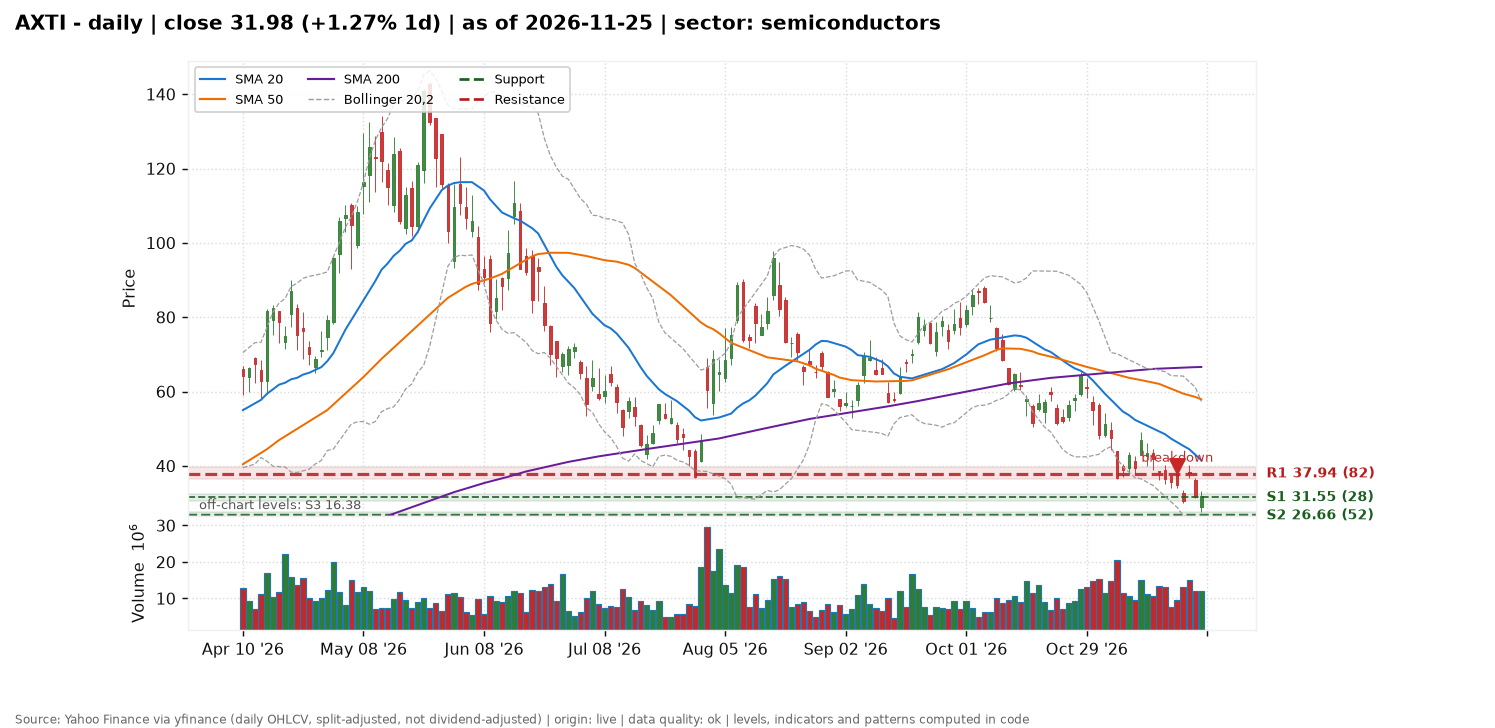 AXTI - daily | close 31.98 (+1.27% 1d) | as of 2026-11-25 | sector: semiconductors
SMA 20
SMA 50
SMA 200
Bollinger 20,2
Support
Resistance
Price
140
120
100
80
60
40
breakdown
R1 37.94 (82)
S1 31.55 (28)
S2 26.66 (52)
off-chart levels: S3 16.38
Volume 10⁶
30
20
10
Apr 10 '26
May 08 '26
Jun 08 '26
Jul 08 '26
Aug 05 '26
Sep 02 '26
Oct 01 '26
Oct 29 '26
Source: Yahoo Finance via yfinance (daily OHLCV, split-adjusted, not dividend-adjusted) | origin: live | data quality: ok | levels, indicators and patterns computed in code